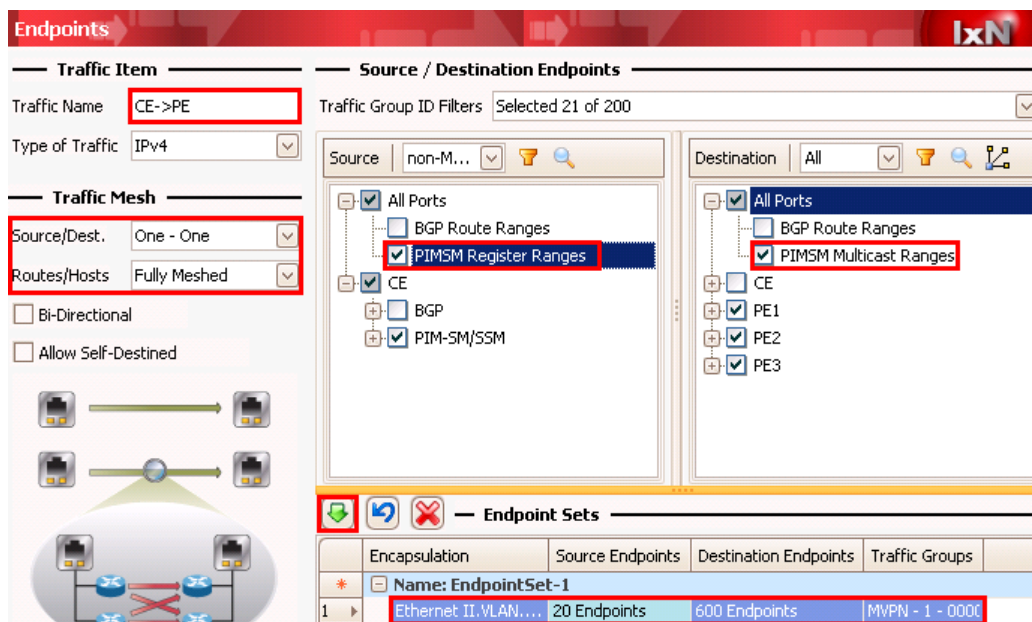 Endpoints
IxN
Traffic Item
Source / Destination Endpoints
Traffic Name
CE->PE
Traffic Group ID Filters
Selected 21 of 200
Type of Traffic
IPv4
Source
non-M...
Destination
All
Traffic Mesh
Source/Dest.
One - One
Routes/Hosts
Fully Meshed
Bi-Directional
Allow Self-Destined
All Ports
BGP Route Ranges
PIMSM Register Ranges
CE
BGP
PIM-SM/SSM
All Ports
BGP Route Ranges
PIMSM Multicast Ranges
CE
PE1
PE2
PE3
Endpoint Sets
Encapsulation
Source Endpoints
Destination Endpoints
Traffic Groups
Name: EndpointSet-1
1
Ethernet II.VLAN....
20 Endpoints
600 Endpoints
MVPN - 1 - 000